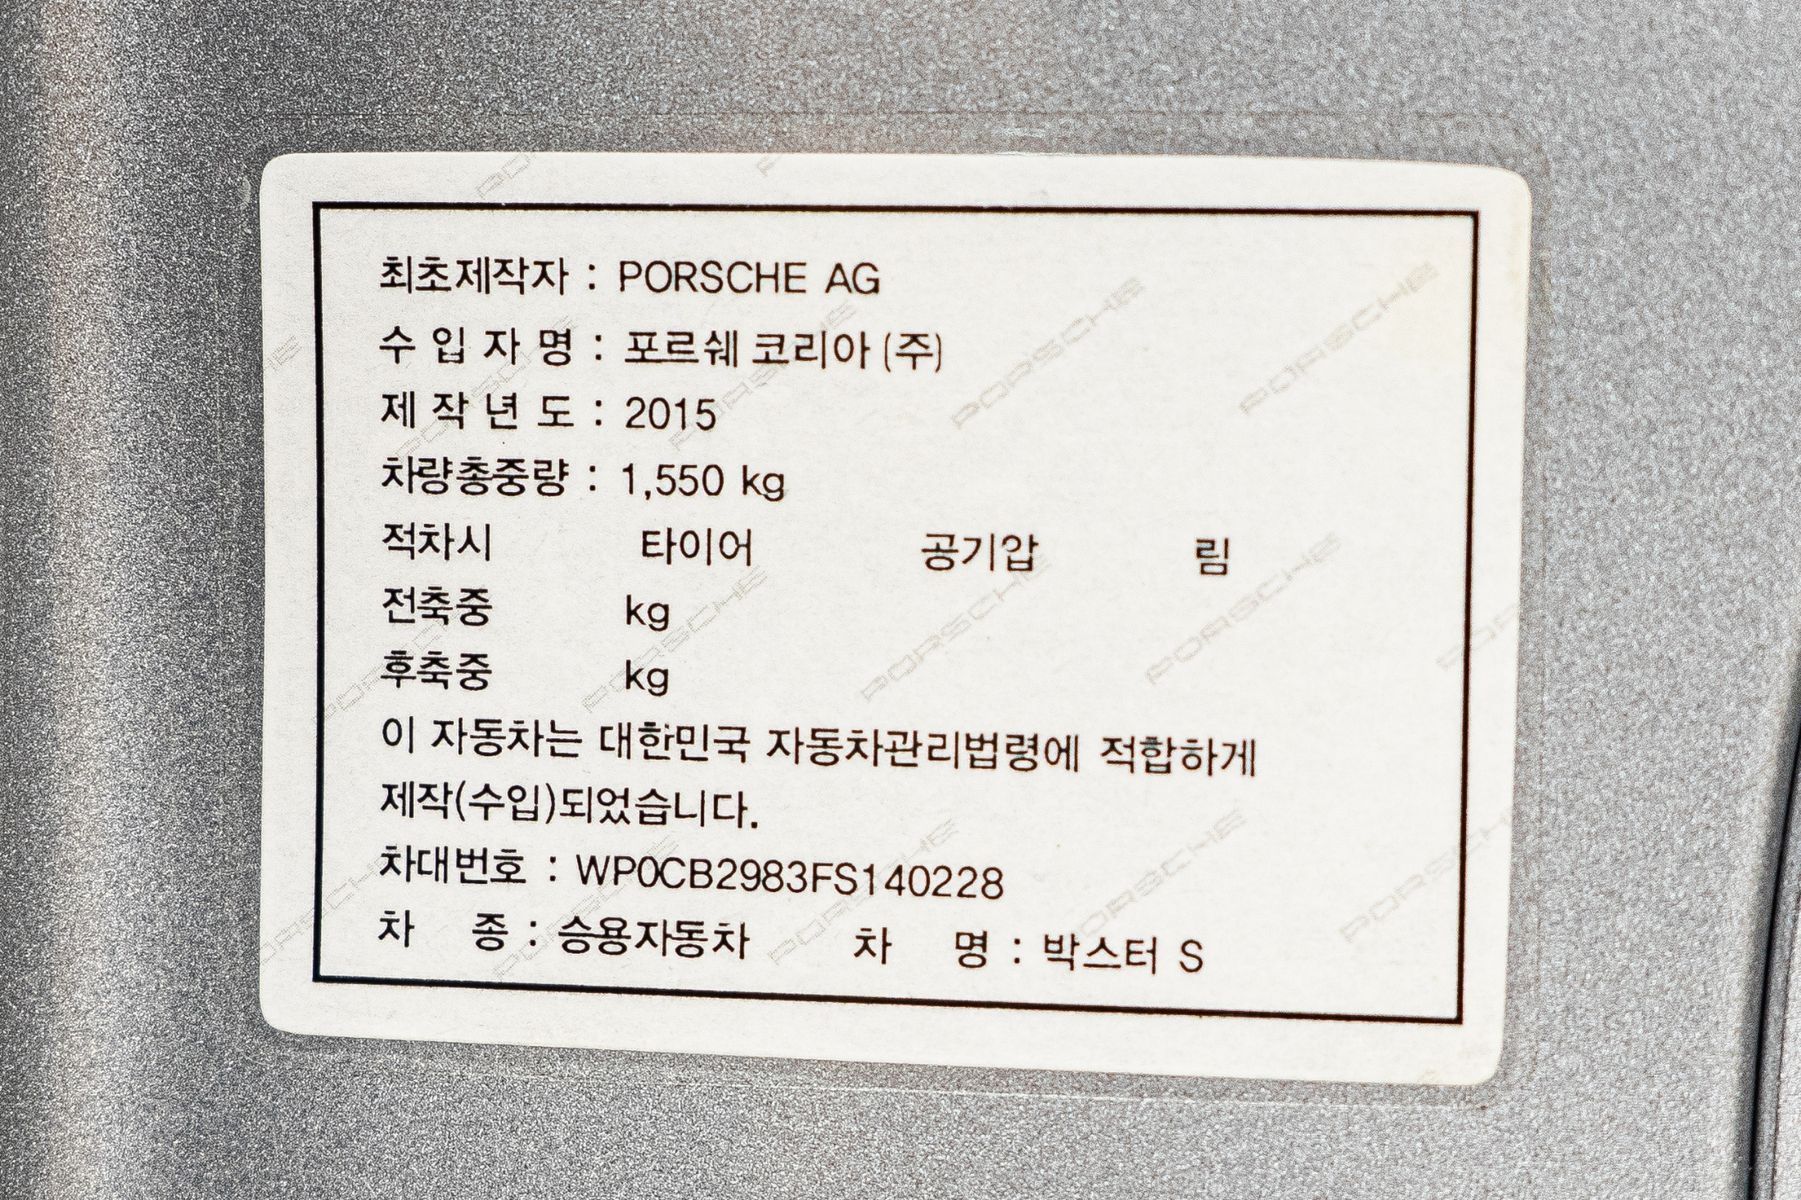 최초제작자 : PORSCHE AG
수 입 자 명 : 포르쉐 코리아 (주)
제 작 년 도 : 2015
차량총중량 : 1,550 kg
적차시 타이어 공기압 림
전축중 kg
후축중 kg
이 자동차는 대한민국 자동차관리법령에 적합하게
제작(수입)되었습니다.
차대번호 : WP0CB2983FS140228
차 종 : 승용자동차 차 명 : 박스터 S